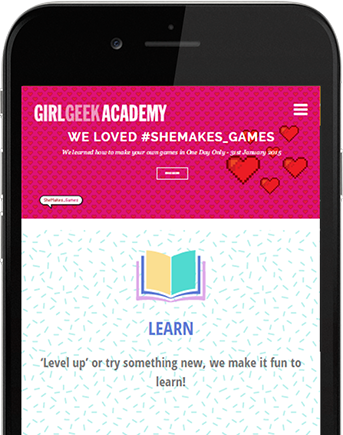 GIRLGEEKACADEMY
WE LOVED #SHEMAKES_GAMES
We learned how to make your own games in One Day Only - 31st January 2015
SheMakes_Games
LEARN
‘Level up’ or try something new, we make it fun to
learn!